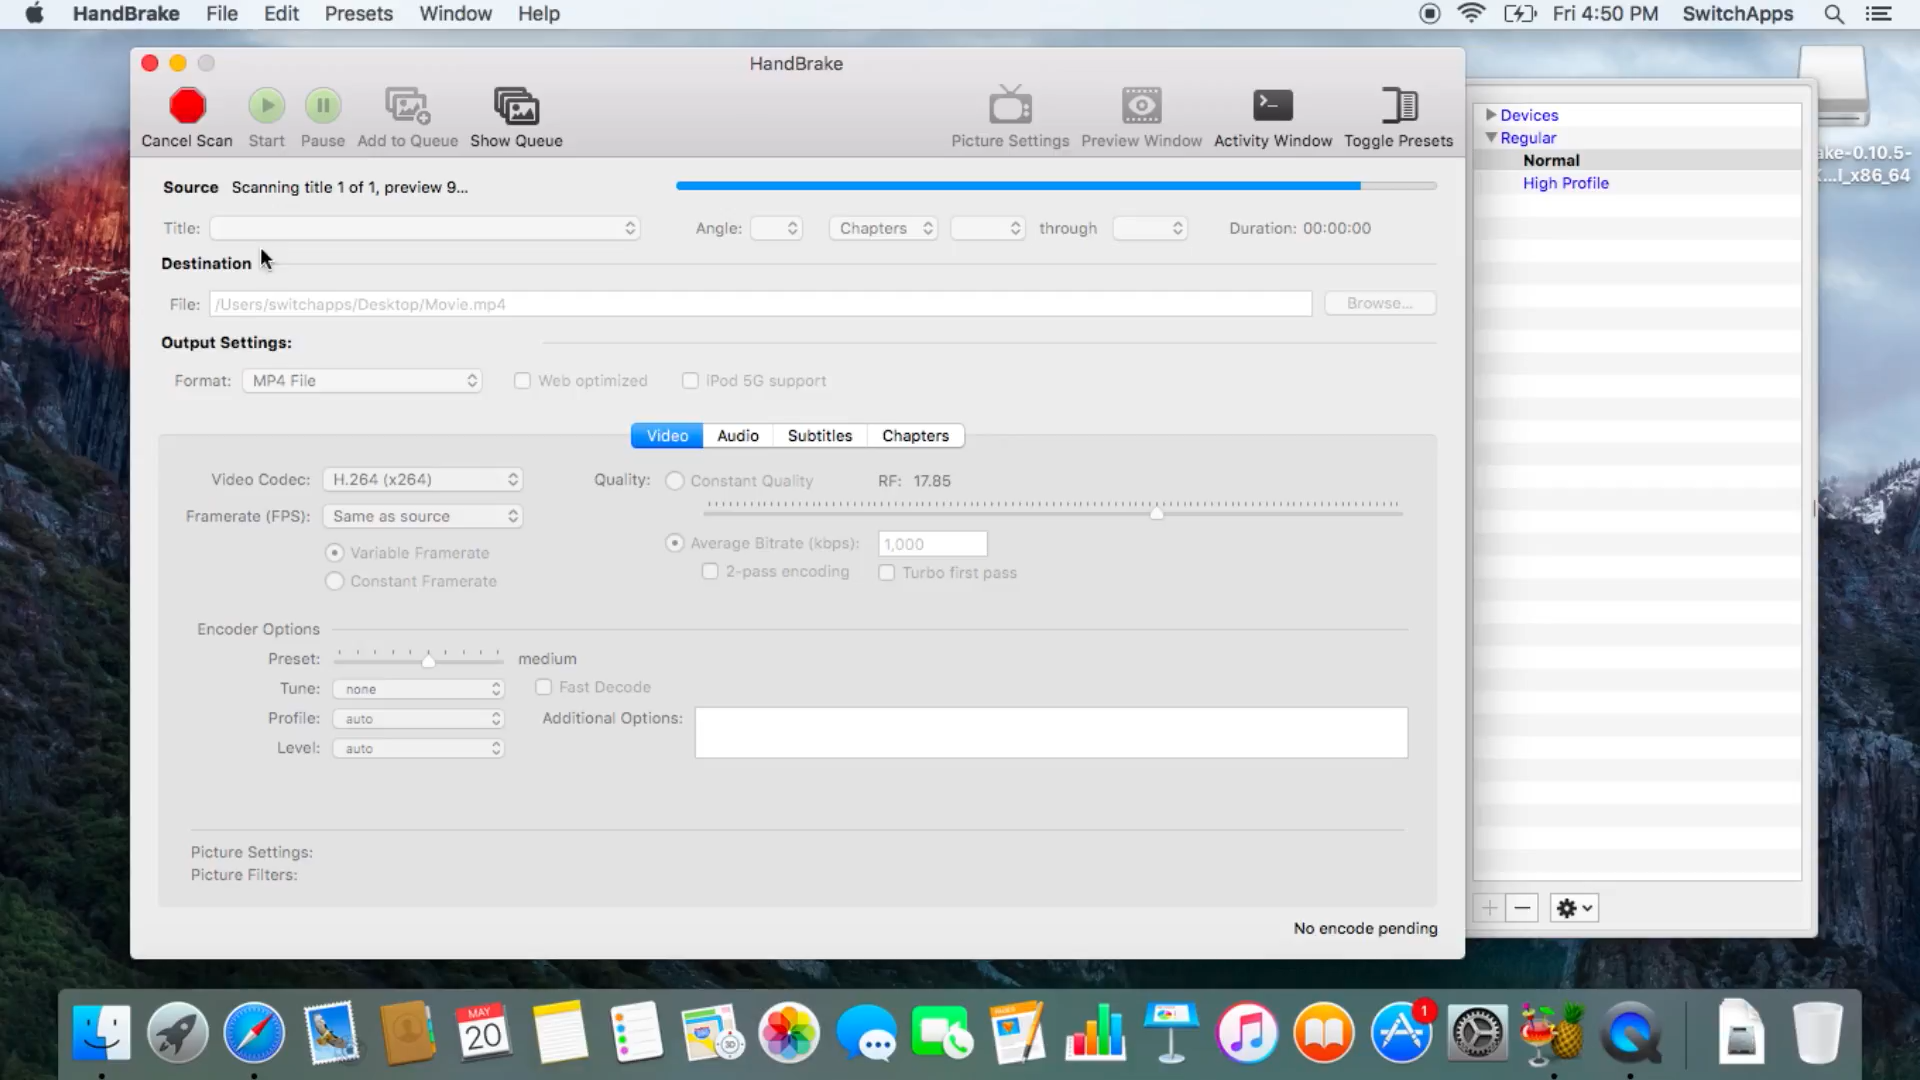 HandBrake File Edit Presets Window Help Fri 4:50 PM SwitchApps
HandBrake
Cancel Scan Start Pause Add to Queue Show Queue Picture Settings Preview Window Activity Window Toggle Presets
Source Scanning title 1 of 1, preview 9...
Title: Angle: Chapters through Duration: 00:00:00
Destination
File: /Users/switchapps/Desktop/Movie.mp4 Browse...
Output Settings:
Format: MP4 File Web optimized iPod 5G support
Video Audio Subtitles Chapters
Video Codec: H.264 (x264) Quality: Constant Quality RF: 17.85
Framerate (FPS): Same as source
Variable Framerate Average Bitrate (kbps): 1,000
Constant Framerate 2-pass encoding Turbo first pass
Encoder Options
Preset: medium
Tune: none Fast Decode
Profile: auto Additional Options:
Level: auto
Picture Settings:
Picture Filters:
No encode pending
Devices
Regular
Normal
High Profile
ake-0.10.5-
...I_x86_64
MAY
20
3D
1